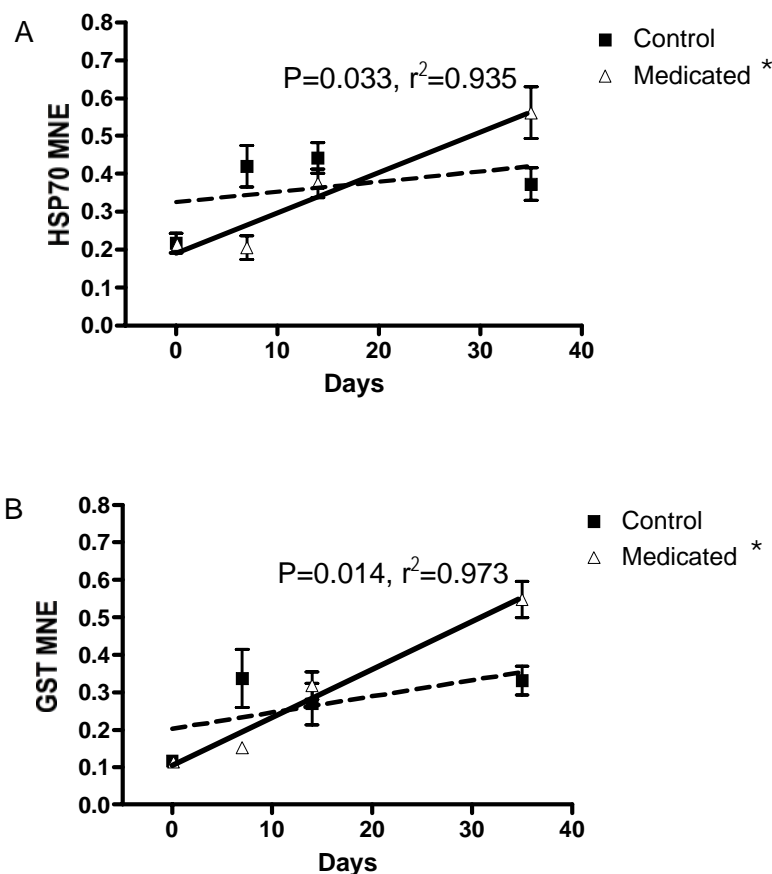 A
0.8
0.7
0.6
0.5
0.4
0.3
0.2
0.1
0.0
HSP70 MNE
P=0.033, r²=0.935
Control
Medicated *
0 10 20 30 40
Days
B
0.8
0.7
0.6
0.5
0.4
0.3
0.2
0.1
0.0
GST MNE
P=0.014, r²=0.973
Control
Medicated *
0 10 20 30 40
Days